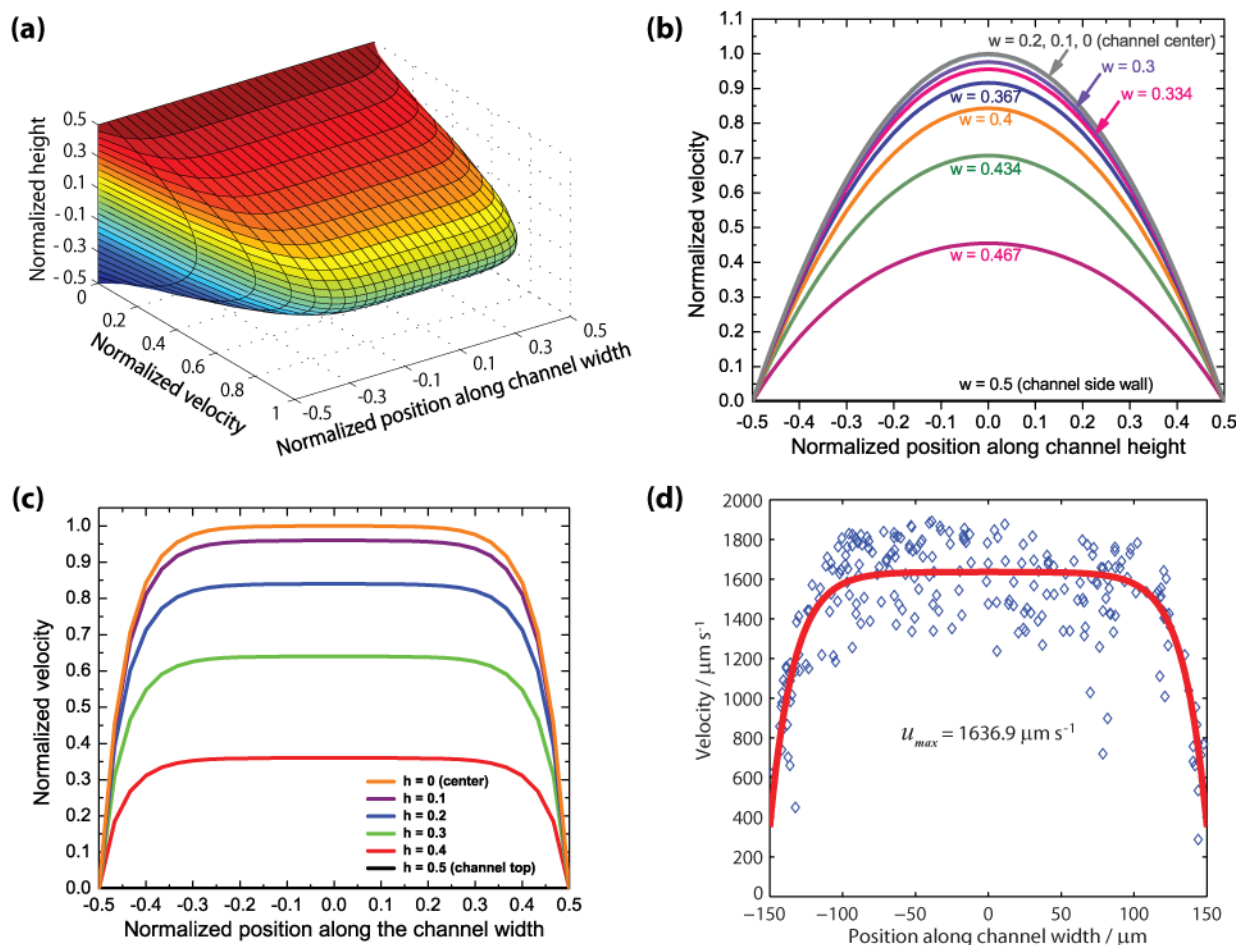 (a)
Normalized height
0.5
0.3
0.1
-0.1
-0.3
-0.5
0
0.2
0.4
0.6
0.8
1
Normalized velocity
-0.5
-0.3
-0.1
0.1
0.3
0.5
Normalized position along channel width
(b)
Normalized velocity
1.1
1.0
0.9
0.8
0.7
0.6
0.5
0.4
0.3
0.2
0.1
0.0
w = 0.2, 0.1, 0 (channel center)
w = 0.3
w = 0.334
w = 0.367
w = 0.4
w = 0.434
w = 0.467
w = 0.5 (channel side wall)
-0.5 -0.4 -0.3 -0.2 -0.1 0.0 0.1 0.2 0.3 0.4 0.5
Normalized position along channel height
(c)
Normalized velocity
1.0
0.9
0.8
0.7
0.6
0.5
0.4
0.3
0.2
0.1
0.0
h = 0 (center)
h = 0.1
h = 0.2
h = 0.3
h = 0.4
h = 0.5 (channel top)
-0.5 -0.4 -0.3 -0.2 -0.1 0.0 0.1 0.2 0.3 0.4 0.5
Normalized position along the channel width
(d)
Velocity / μm s⁻¹
2000
1800
1600
1400
1200
1000
800
600
400
200
0
u_max = 1636.9 μm s⁻¹
−150 −100 −50 0 50 100 150
Position along channel width / μm